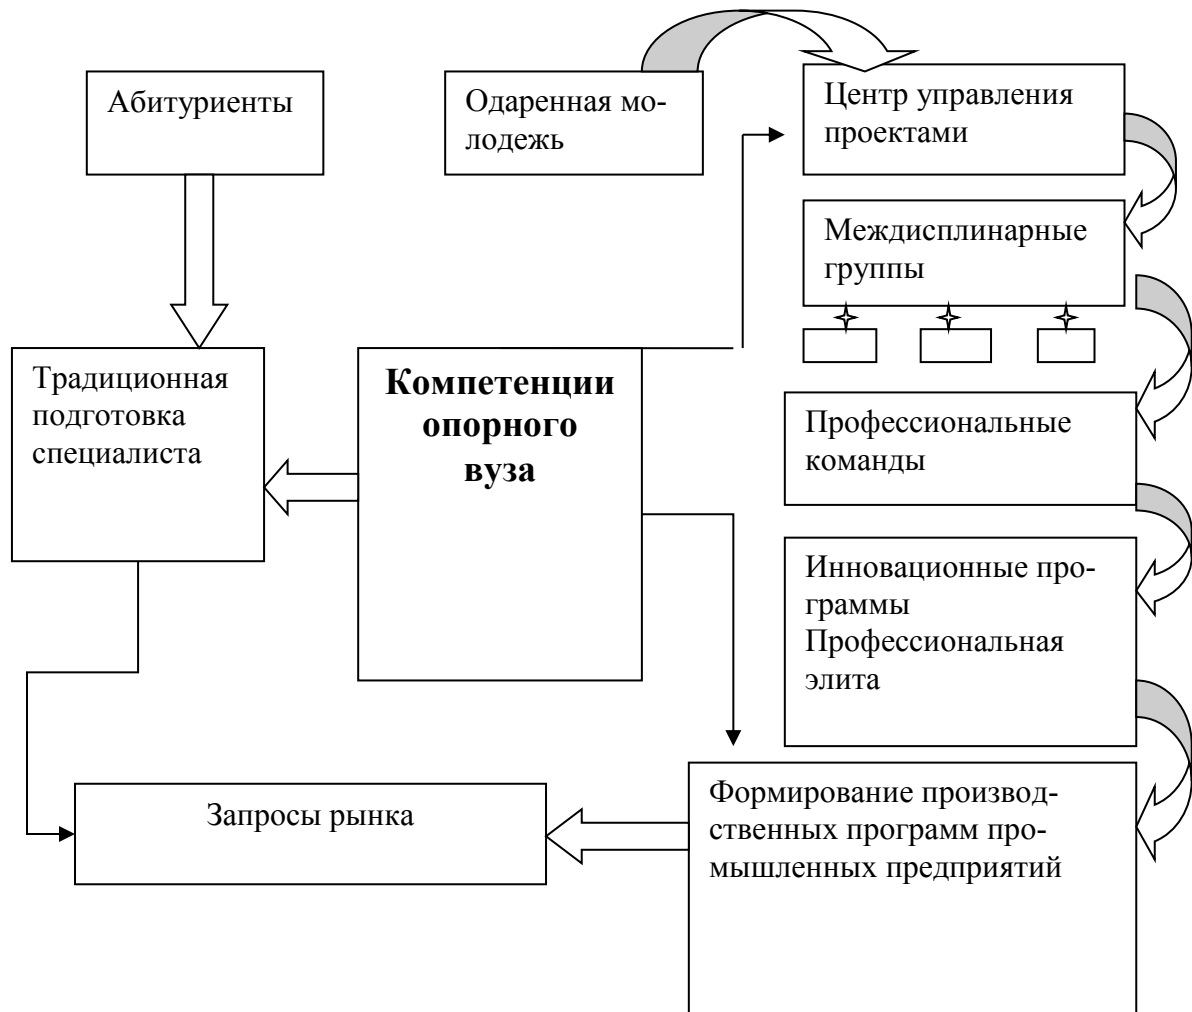 Абитуриенты
Одаренная мо-
лодежь
Центр управления
проектами
Междисплинарные
группы
Традиционная
подготовка
специалиста
Компетенции
опорного
вуза
Профессиональные
команды
Инновационные про-
граммы
Профессиональная
элита
Запросы рынка
Формирование производ-
ственных программ про-
мышленных предприятий